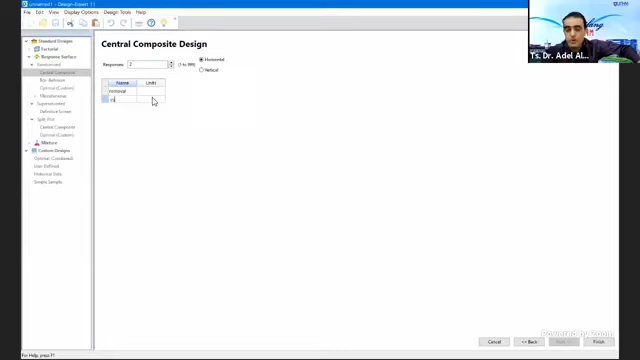 unnamed1 - Design-Expert 11
File Edit View Display Options Design Tools Help
Standard Designs
Factorial
Response Surface
Randomized
Central Composite
Box-Behnken
Optimal (Custom)
Miscellaneous
Supersaturated
Definitive Screen
Split-Plot
Central Composite
Optimal (Custom)
Mixture
Custom Designs
Optimal (Combined)
User-Defined
Historical Data
Simple Sample
Central Composite Design
Responses: 2 (1 to 999)
Horizontal
Vertical
Name Units
removal
Ts. Dr. Adel Al...
Powered by Zoom
Cancel << Back Next >> Finish
For Help, press F1